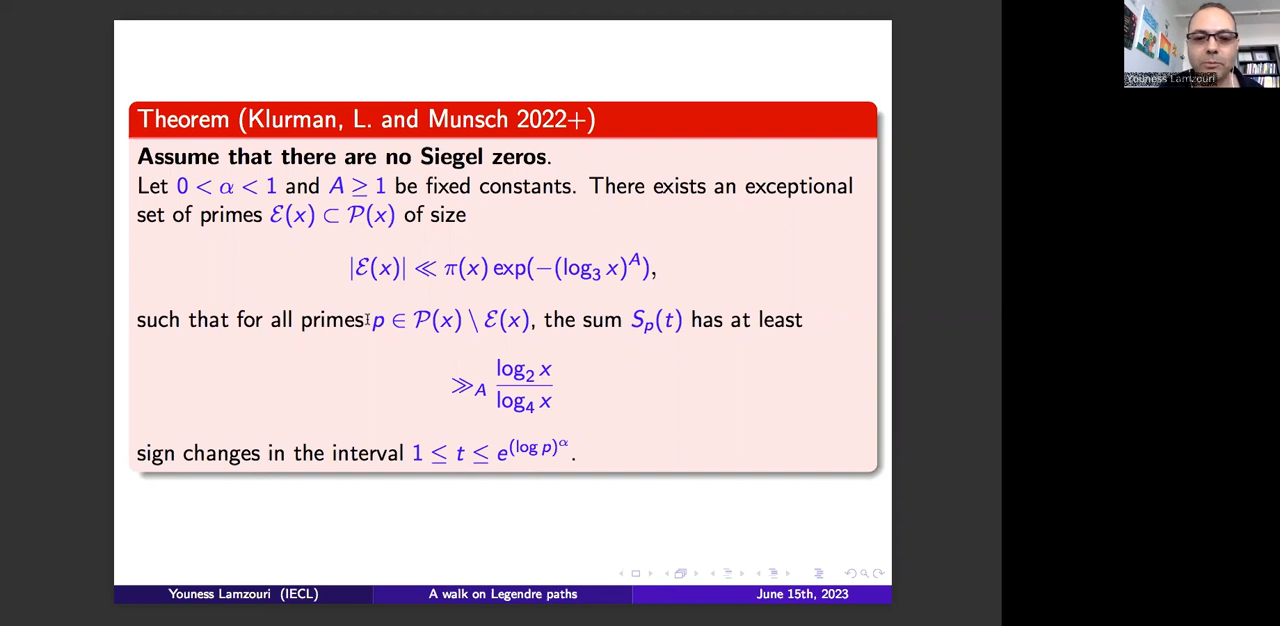 Theorem (Klurman, L. and Munsch 2022+)
Assume that there are no Siegel zeros.
Let 0 < α < 1 and A ≥ 1 be fixed constants. There exists an exceptional
set of primes ℰ(x) ⊂ 𝒫(x) of size
|ℰ(x)| ≪ π(x) exp(−(log₃ x)^A),
such that for all primes p ∈ 𝒫(x) \ ℰ(x), the sum Sₚ(t) has at least
≫_A log₂ x / log₄ x
sign changes in the interval 1 ≤ t ≤ e^{(log p)^α}.
Youness Lamzouri (IECL) A walk on Legendre paths June 15th, 2023
Youness Lamzouri